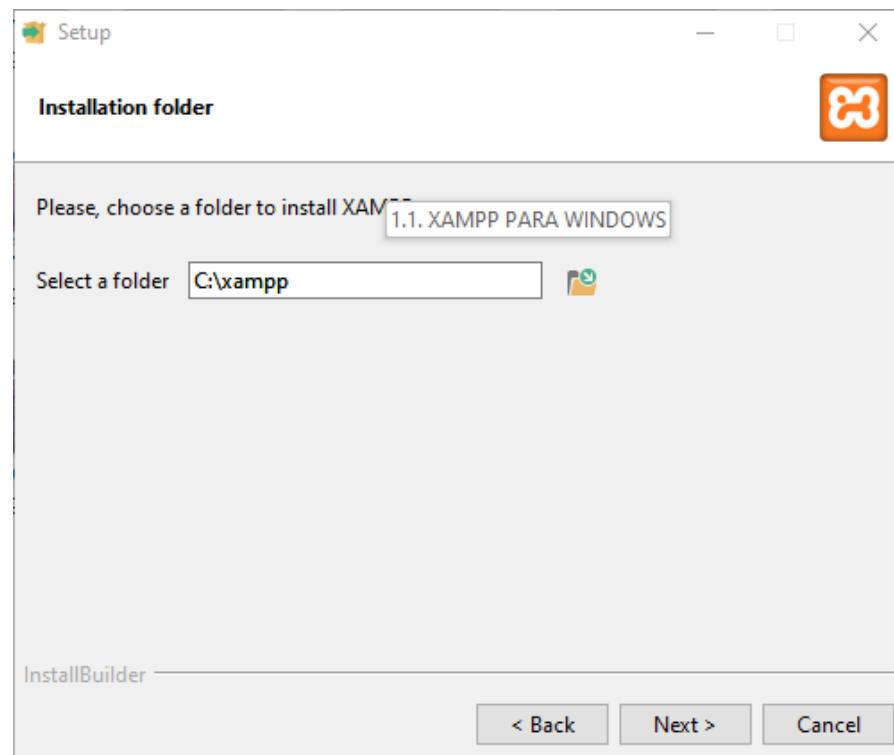 Setup
Installation folder
Please, choose a folder to install XAMPP
1.1. XAMPP PARA WINDOWS
Select a folder C:\xampp
InstallBuilder
< Back Next > Cancel